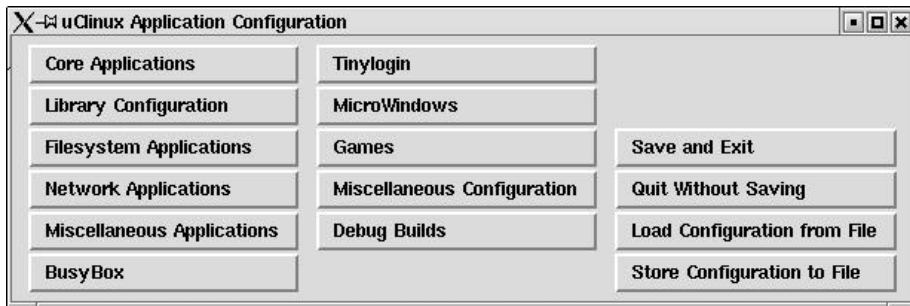 uClinux Application Configuration
Core Applications
Library Configuration
Filesystem Applications
Network Applications
Miscellaneous Applications
BusyBox
Tinylogin
MicroWindows
Games
Miscellaneous Configuration
Debug Builds
Save and Exit
Quit Without Saving
Load Configuration from File
Store Configuration to File